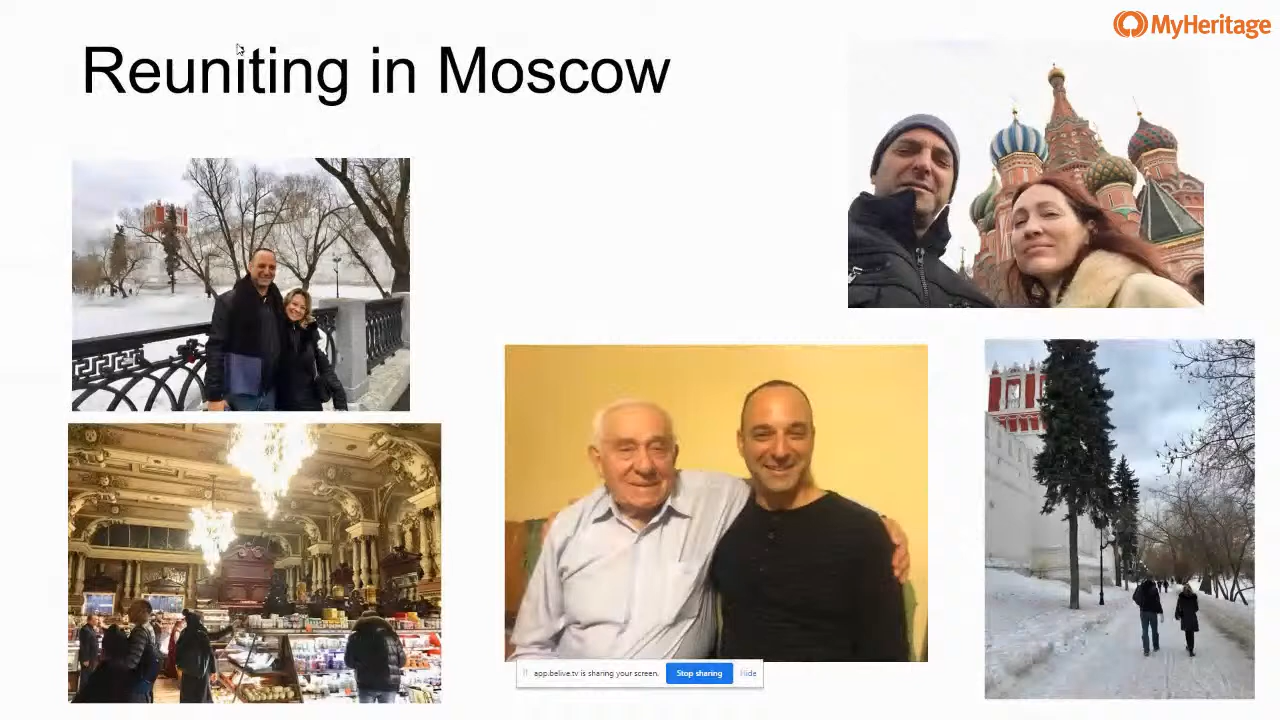 MyHeritage
Reuniting in Moscow
app.belive.tv is sharing your screen.
Stop sharing
Hide